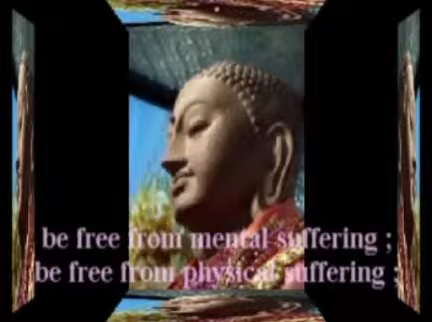 be free from mental suffering ;
be free from physical suffering ;